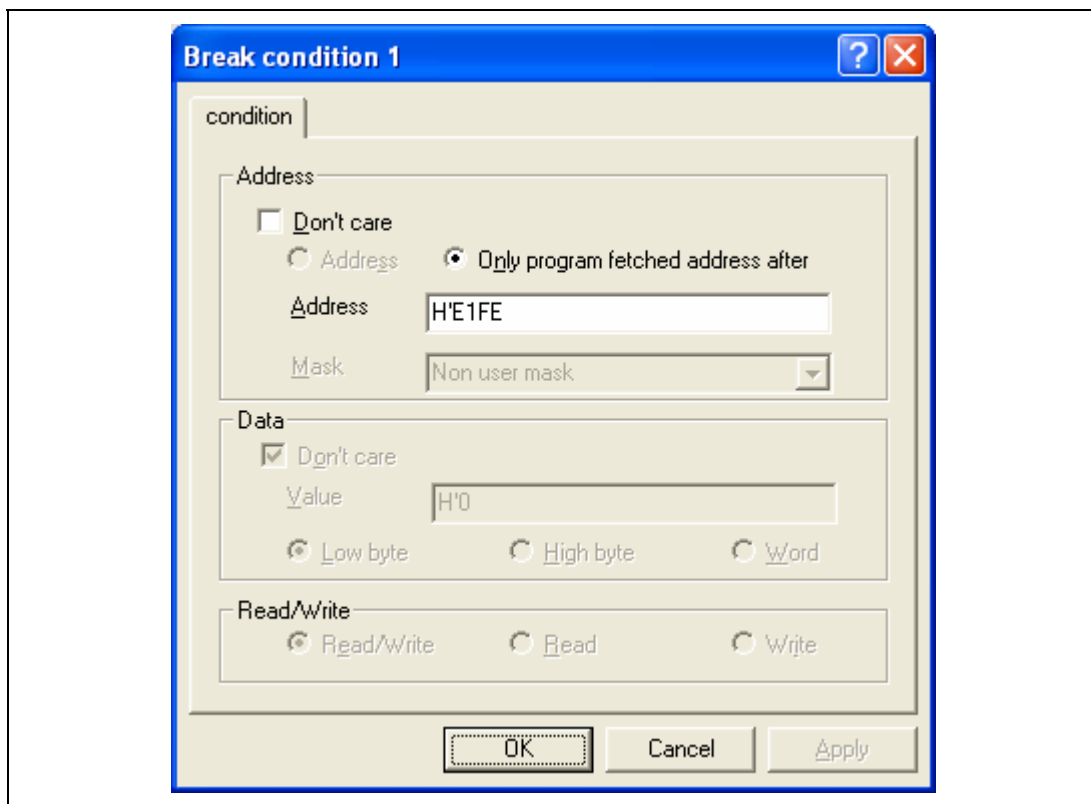 Break condition 1
condition
Address
Don't care
Address Only program fetched address after
Address H'E1FE
Mask Non user mask
Data
Don't care
Value H'0
Low byte High byte Word
Read/Write
Read/Write Read Write
OK Cancel Apply